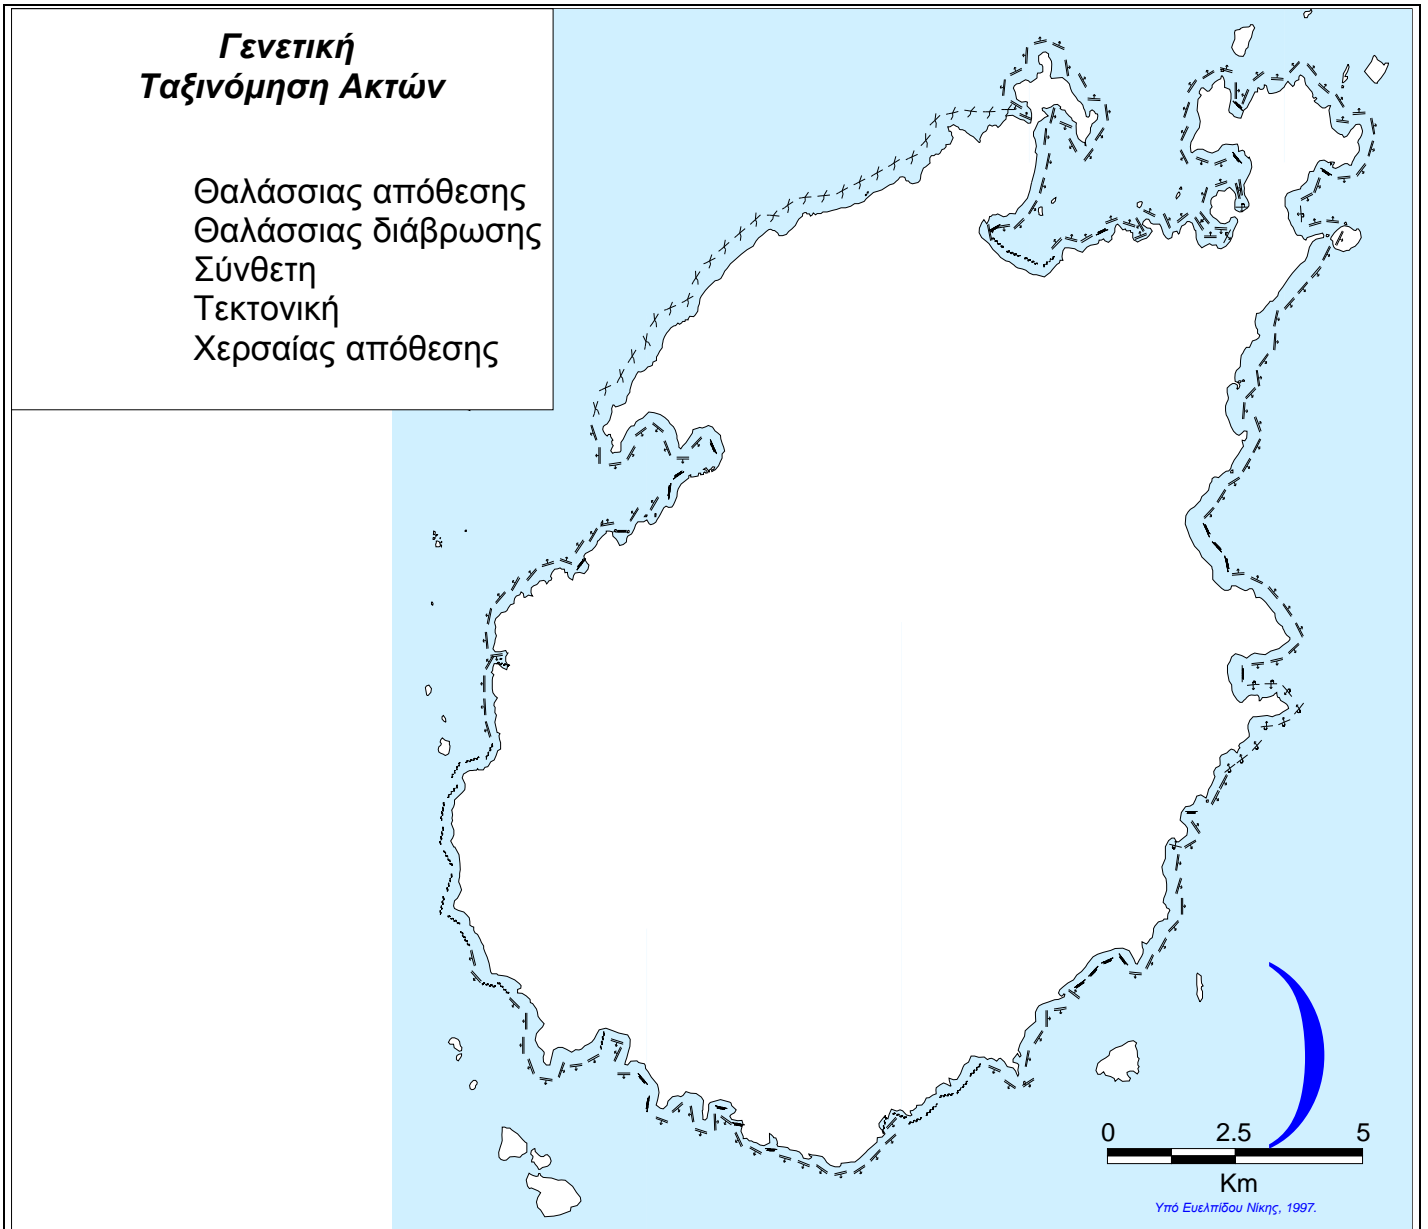 Γενετική
Ταξινόμηση Ακτών
Θαλάσσιας απόθεσης
Θαλάσσιας διάβρωσης
Σύνθετη
Τεκτονική
Χερσαίας απόθεσης
0 2.5 5
Km
Υπό Ευελπίδου Νίκης, 1997.